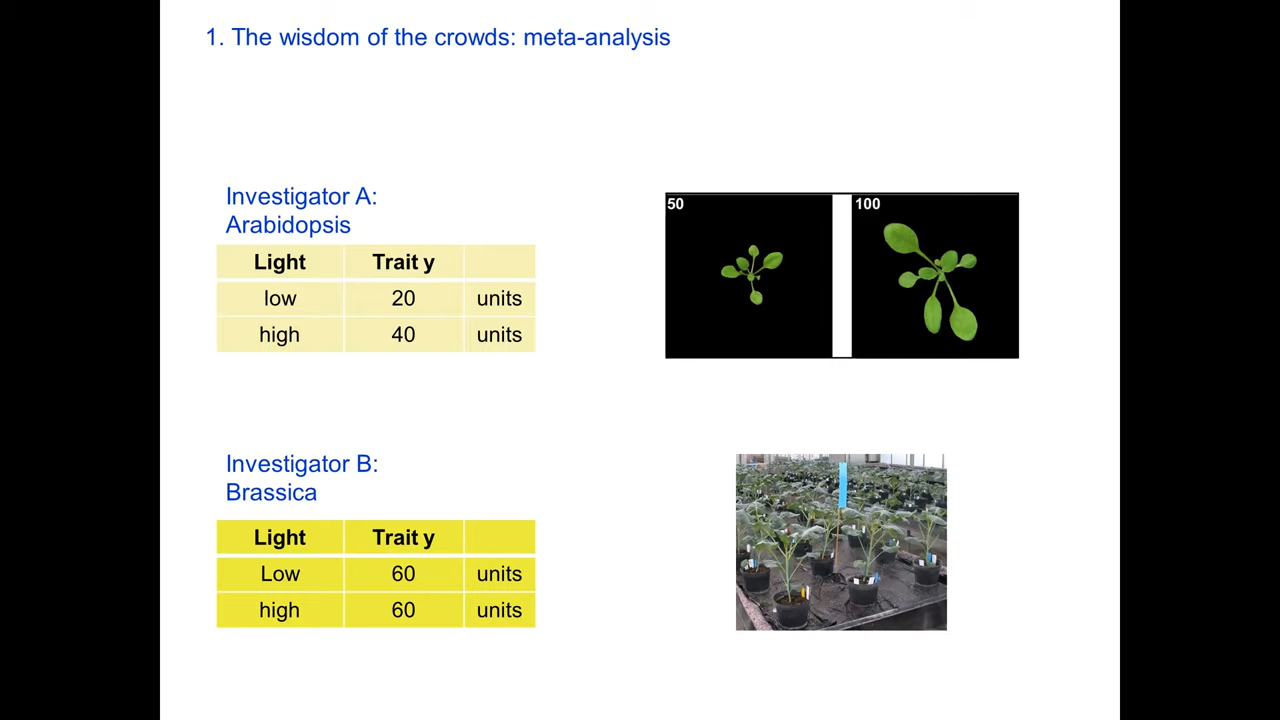 1. The wisdom of the crowds: meta-analysis
Investigator A:
Arabidopsis
Light Trait y
low 20 units
high 40 units
50 100
Investigator B:
Brassica
Light Trait y
Low 60 units
high 60 units